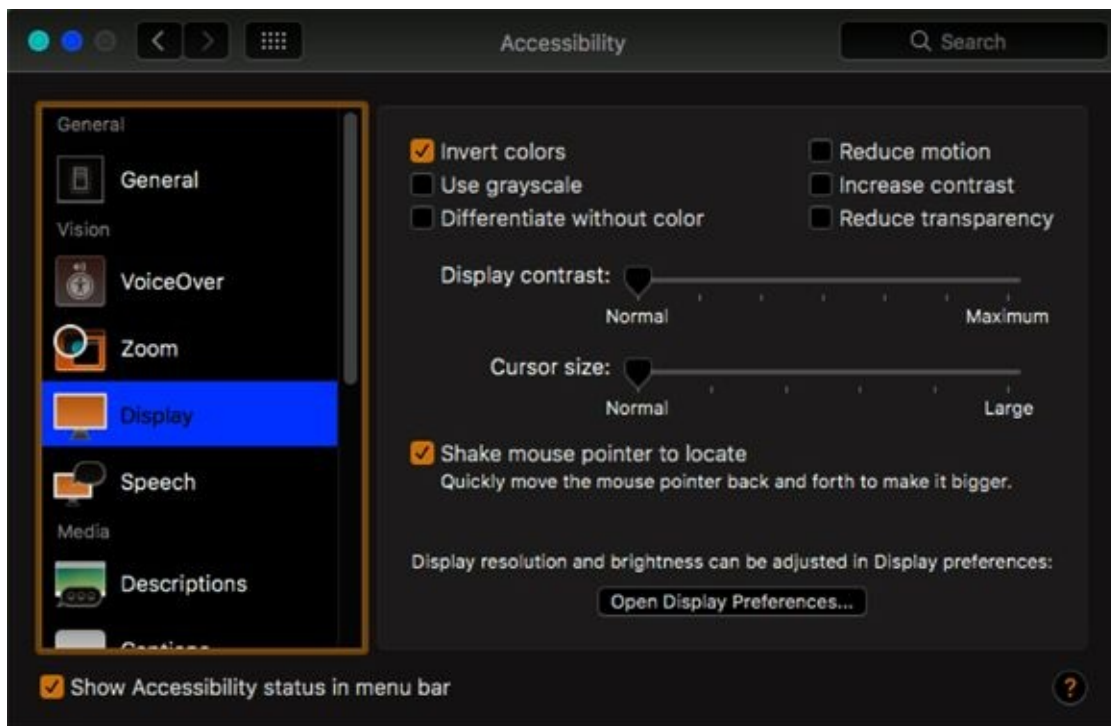 Accessibility
Search
General
General
Vision
VoiceOver
Zoom
Display
Speech
Media
Descriptions
Invert colors
Use grayscale
Differentiate without color
Reduce motion
Increase contrast
Reduce transparency
Display contrast:
Normal
Maximum
Cursor size:
Normal
Large
Shake mouse pointer to locate
Quickly move the mouse pointer back and forth to make it bigger.
Display resolution and brightness can be adjusted in Display preferences:
Open Display Preferences...
Show Accessibility status in menu bar
?